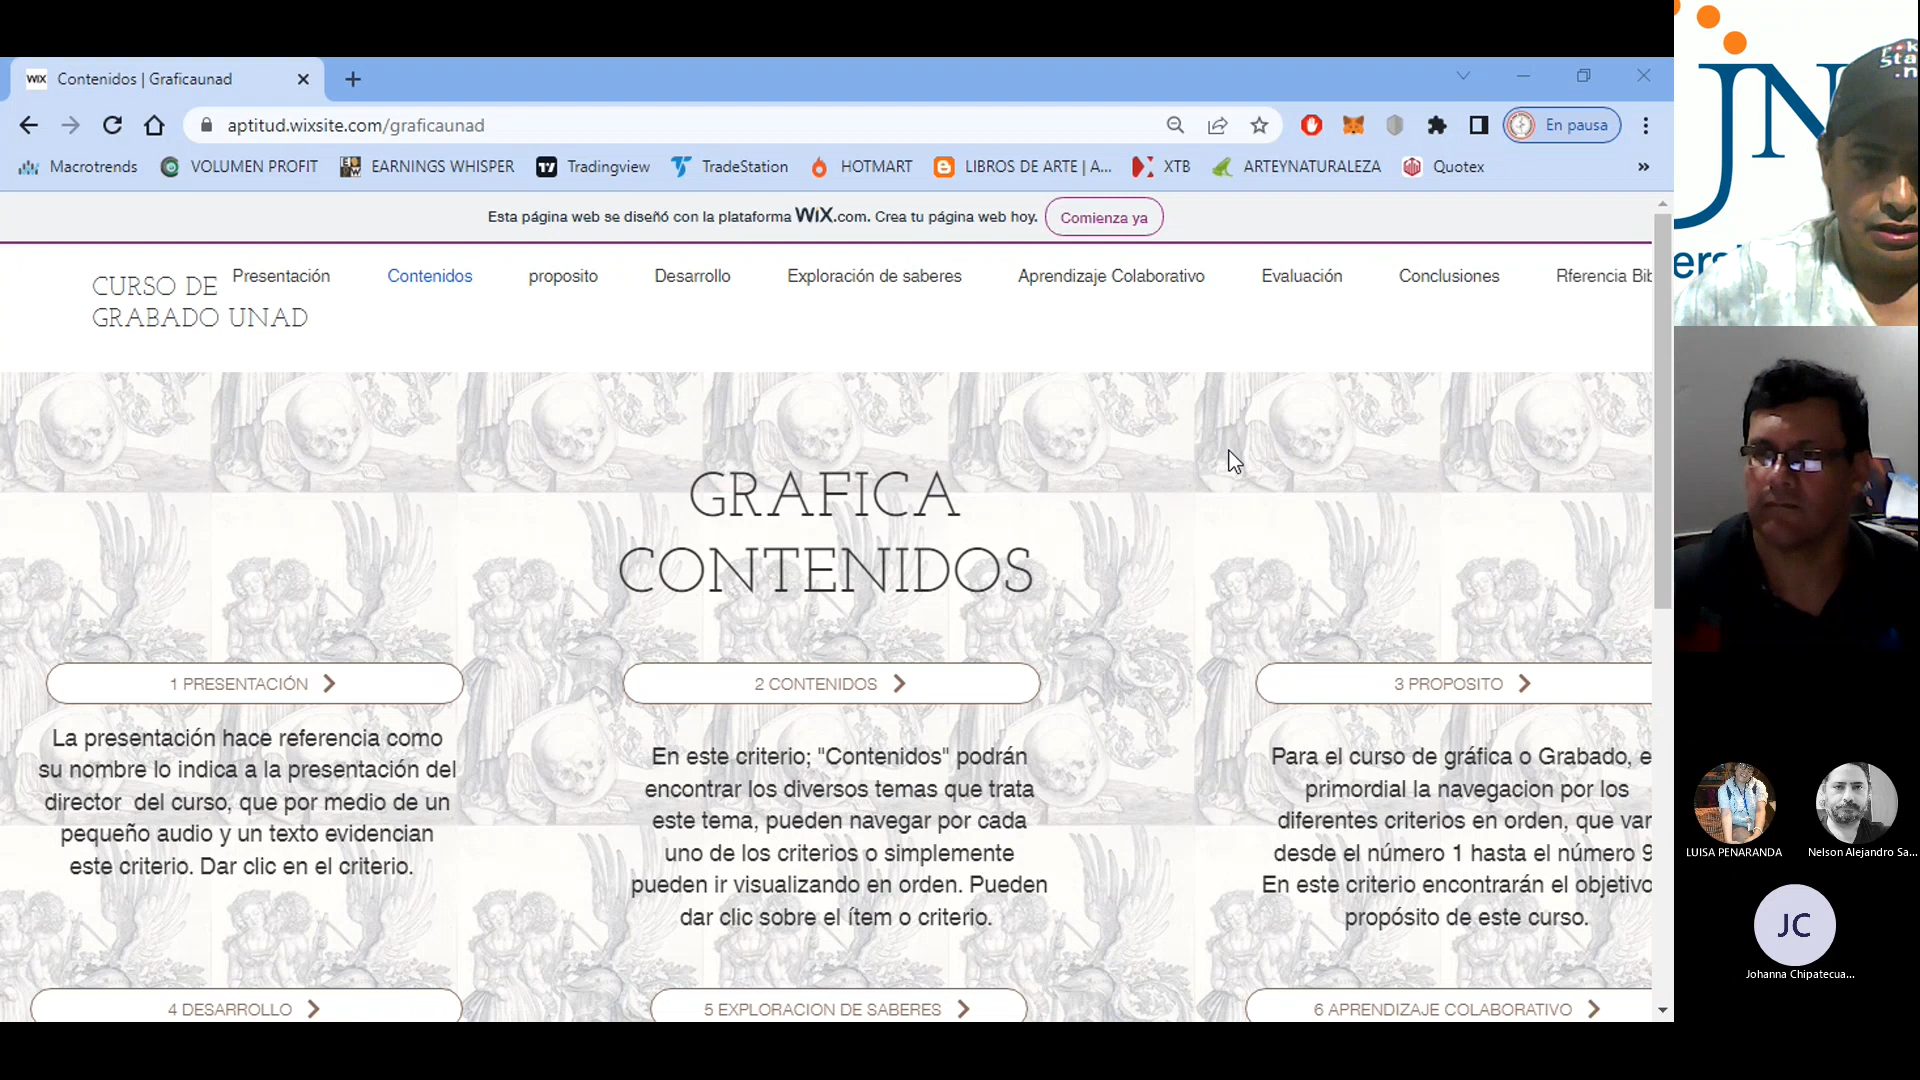 WIX Contenidos | Graficaunad
aptitud.wixsite.com/graficaunad
En pausa
Macrotrends
VOLUMEN PROFIT
EARNINGS WHISPER
Tradingview
TradeStation
HOTMART
LIBROS DE ARTE | A...
XTB
ARTEYNATURALEZA
Quotex
»
Esta página web se diseñó con la plataforma WiX.com. Crea tu página web hoy.
Comienza ya
CURSO DE
GRABADO UNAD
Presentación
Contenidos
proposito
Desarrollo
Exploración de saberes
Aprendizaje Colaborativo
Evaluación
Conclusiones
Rferencia Bib
GRAFICA
CONTENIDOS
1 PRESENTACIÓN
La presentación hace referencia como
su nombre lo indica a la presentación del
director del curso, que por medio de un
pequeño audio y un texto evidencian
este criterio. Dar clic en el criterio.
2 CONTENIDOS
En este criterio; "Contenidos" podrán
encontrar los diversos temas que trata
este tema, pueden navegar por cada
uno de los criterios o simplemente
pueden ir visualizando en orden. Pueden
dar clic sobre el ítem o criterio.
3 PROPOSITO
Para el curso de gráfica o Grabado, e
primordial la navegacion por los
diferentes criterios en orden, que var
desde el número 1 hasta el número 9
En este criterio encontrarán el objetivo
propósito de este curso.
4 DESARROLLO
5 EXPLORACION DE SABERES
6 APRENDIZAJE COLABORATIVO
LUISA PENARANDA
Nelson Alejandro Sa...
JC
Johanna Chipatecua...